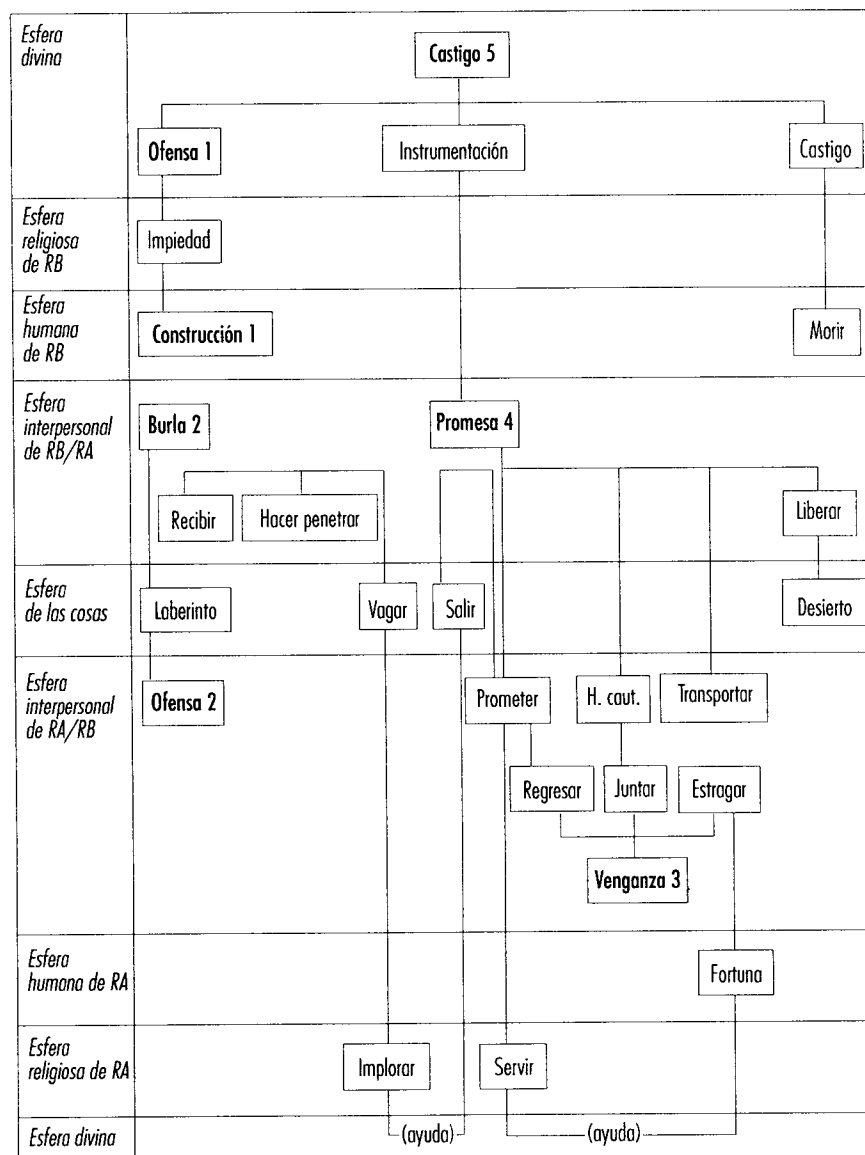 Esfera
divina
Castigo 5
Ofensa 1
Instrumentación
Castigo
Esfera
religiosa
de RB
Impiedad
Esfera
humana
de RB
Construcción 1
Morir
Esfera
interpersonal
de RB/RA
Burla 2
Promesa 4
Recibir
Hacer penetrar
Liberar
Esfera
de las cosas
Laberinto
Vagar
Salir
Desierto
Esfera
interpersonal
de RA/RB
Ofensa 2
Prometer
H. caut.
Transportar
Regresar
Juntar
Estragar
Venganza 3
Esfera
humana de RA
Fortuna
Esfera
religiosa de RA
Implorar
Servir
Esfera divina
(ayuda)
(ayuda)